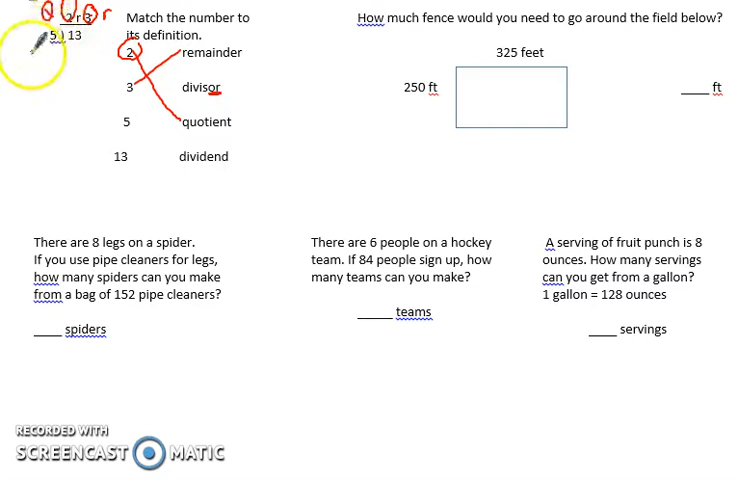 Q U O r
2 r 3
5 ) 13
Match the number to
its definition.
2 remainder
3 divisor
5 quotient
13 dividend
How much fence would you need to go around the field below?
325 feet
250 ft
____ ft
There are 8 legs on a spider.
If you use pipe cleaners for legs,
how many spiders can you make
from a bag of 152 pipe cleaners?
____ spiders
There are 6 people on a hockey
team. If 84 people sign up, how
many teams can you make?
_____ teams
A serving of fruit punch is 8
ounces. How many servings
can you get from a gallon?
1 gallon = 128 ounces
____ servings
RECORDED WITH
SCREENCAST MATIC